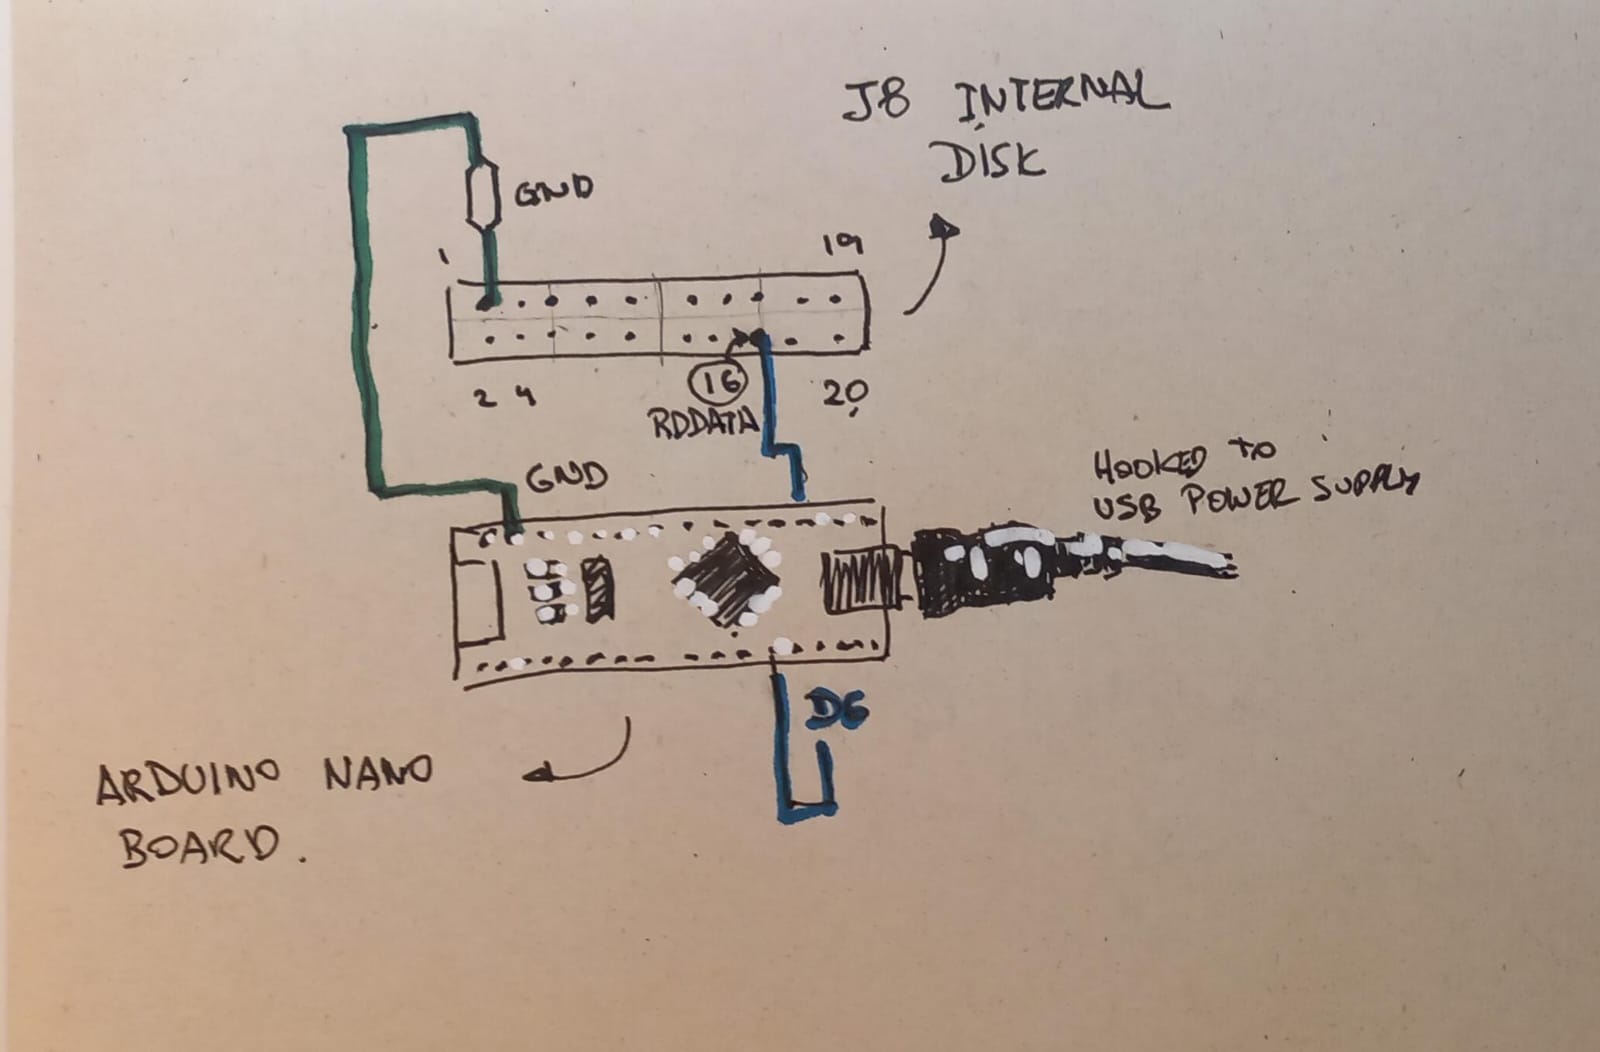 J8 INTERNAL
DISK
GND
1
19
2 4
16
20
RDDATA
GND
HOOKED TO
USB POWER SUPPLY
D6
ARDUINO NANO
BOARD.